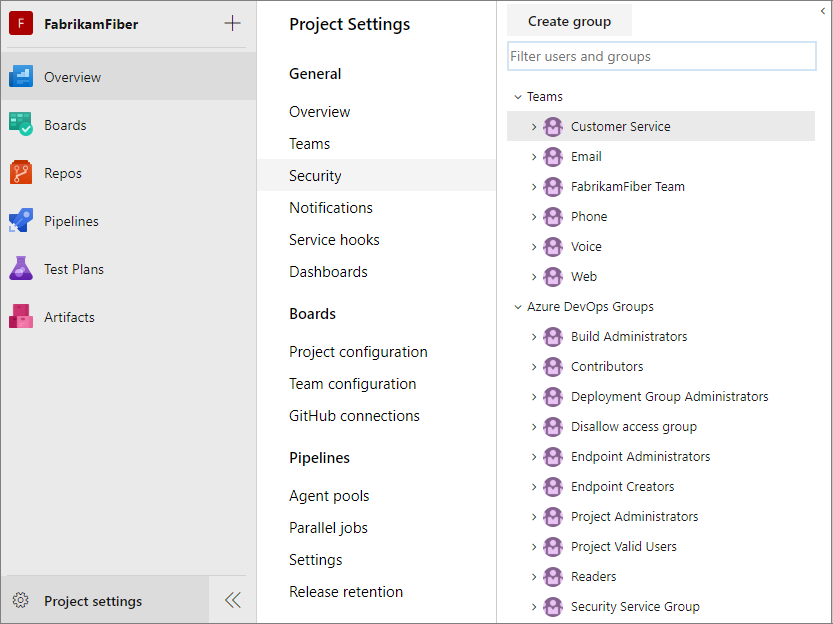 F
FabrikamFiber
Overview
Boards
Repos
Pipelines
Test Plans
Artifacts
Project settings
Project Settings
General
Overview
Teams
Security
Notifications
Service hooks
Dashboards
Boards
Project configuration
Team configuration
GitHub connections
Pipelines
Agent pools
Parallel jobs
Settings
Release retention
Create group
Filter users and groups
Teams
Customer Service
Email
FabrikamFiber Team
Phone
Voice
Web
Azure DevOps Groups
Build Administrators
Contributors
Deployment Group Administrators
Disallow access group
Endpoint Administrators
Endpoint Creators
Project Administrators
Project Valid Users
Readers
Security Service Group